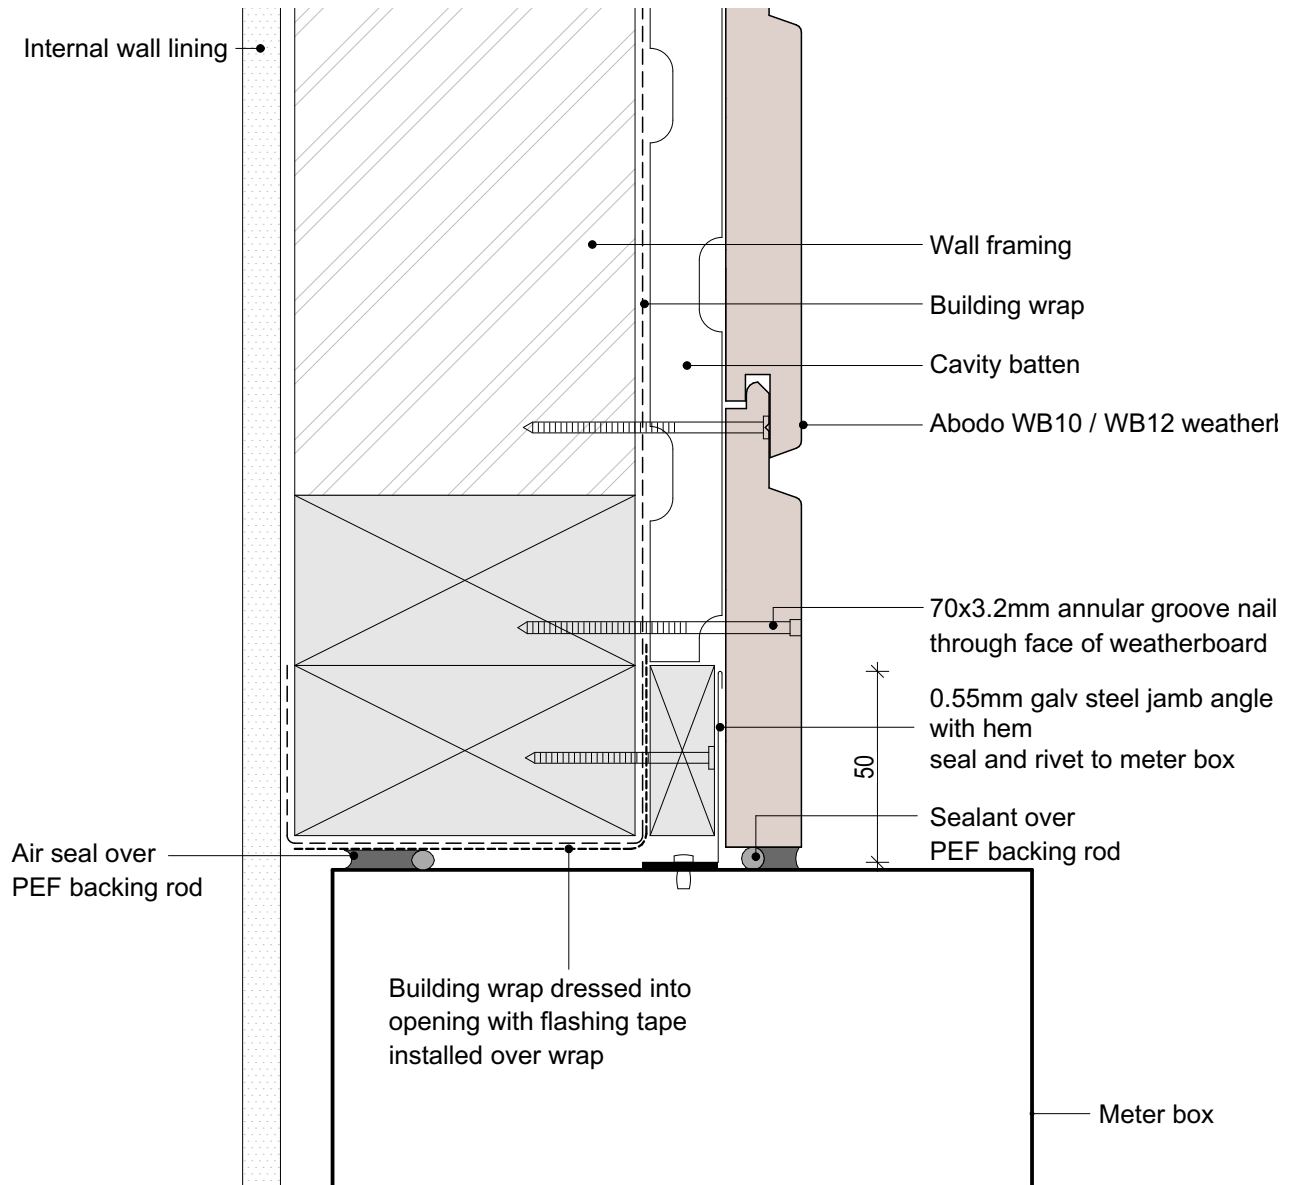 Internal wall lining
Wall framing
Building wrap
Cavity batten
Abodo WB10 / WB12
70x3.2mm annular groove nail
through face of weatherboard
0.55mm galv steel jamb angle
with hem
seal and rivet to meter box
50
Sealant over
PEF backing rod
Air seal over
PEF backing rod
Building wrap dressed into
opening with flashing tape
installed over wrap
Meter box